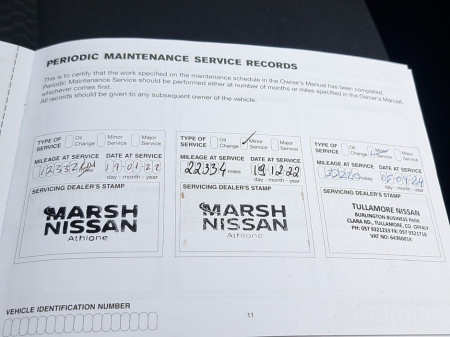 PERIODIC MAINTENANCE SERVICE RECORDS
This is to certify that the work specified on the maintenance schedule in the Owner's Manual has been completed.
Periodic Maintenance Service should be performed either at number of months or miles specified in the Owner's Manual,
whichever comes first.
All records should be given to any subsequent owner of the vehicle.
TYPE OF SERVICE Oil Change Minor Service Major Service
MILEAGE AT SERVICE DATE AT SERVICE
12332 19-01-22
day - month - year
SERVICING DEALER'S STAMP
MARSH
NISSAN
Athlone
TYPE OF SERVICE Oil Change Minor Service Major Service
MILEAGE AT SERVICE DATE AT SERVICE
22334 miles 19.12.22
day - month - year
SERVICING DEALER'S STAMP
MARSH
NISSAN
Athlone
TYPE OF SERVICE Oil Change Minor Service Major Service
MILEAGE AT SERVICE DATE AT SERVICE
miles
day - month - year
SERVICING DEALER'S STAMP
TULLAMORE NISSAN
BURLINGTON BUSINESS PARK
CLARA RD., TULLAMORE, CO. OFFALY
VEHICLE IDENTIFICATION NUMBER
11